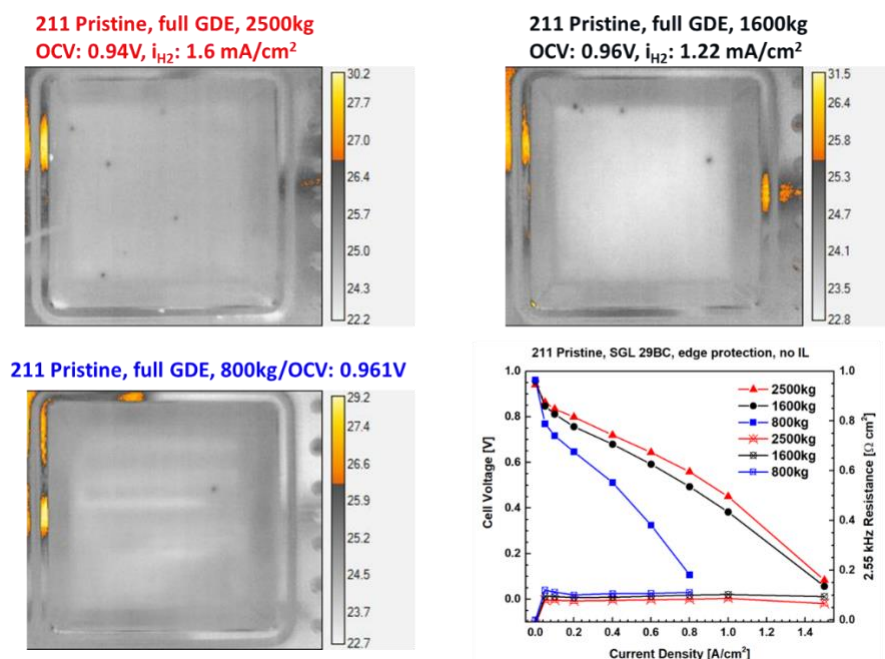 211 Pristine, full GDE, 2500kg
OCV: 0.94V, iH2: 1.6 mA/cm²
30.2
27.7
27.0
26.4
25.7
25.0
24.3
22.2
211 Pristine, full GDE, 1600kg
OCV: 0.96V, iH2: 1.22 mA/cm²
31.5
26.4
25.8
25.3
24.7
24.1
23.5
22.8
211 Pristine, full GDE, 800kg/OCV: 0.961V
29.2
27.4
26.6
25.9
25.2
24.5
23.7
22.7
211 Pristine, SGL 29BC, edge protection, no IL
Cell Voltage [V]
1.0
0.8
0.6
0.4
0.2
0.0
2500kg
1600kg
800kg
2500kg
1600kg
800kg
1.0
0.8
0.6
0.4
0.2
0.0
2.55 kHz Resistance [Ω cm²]
0.0 0.2 0.4 0.6 0.8 1.0 1.2 1.4
Current Density [A/cm²]